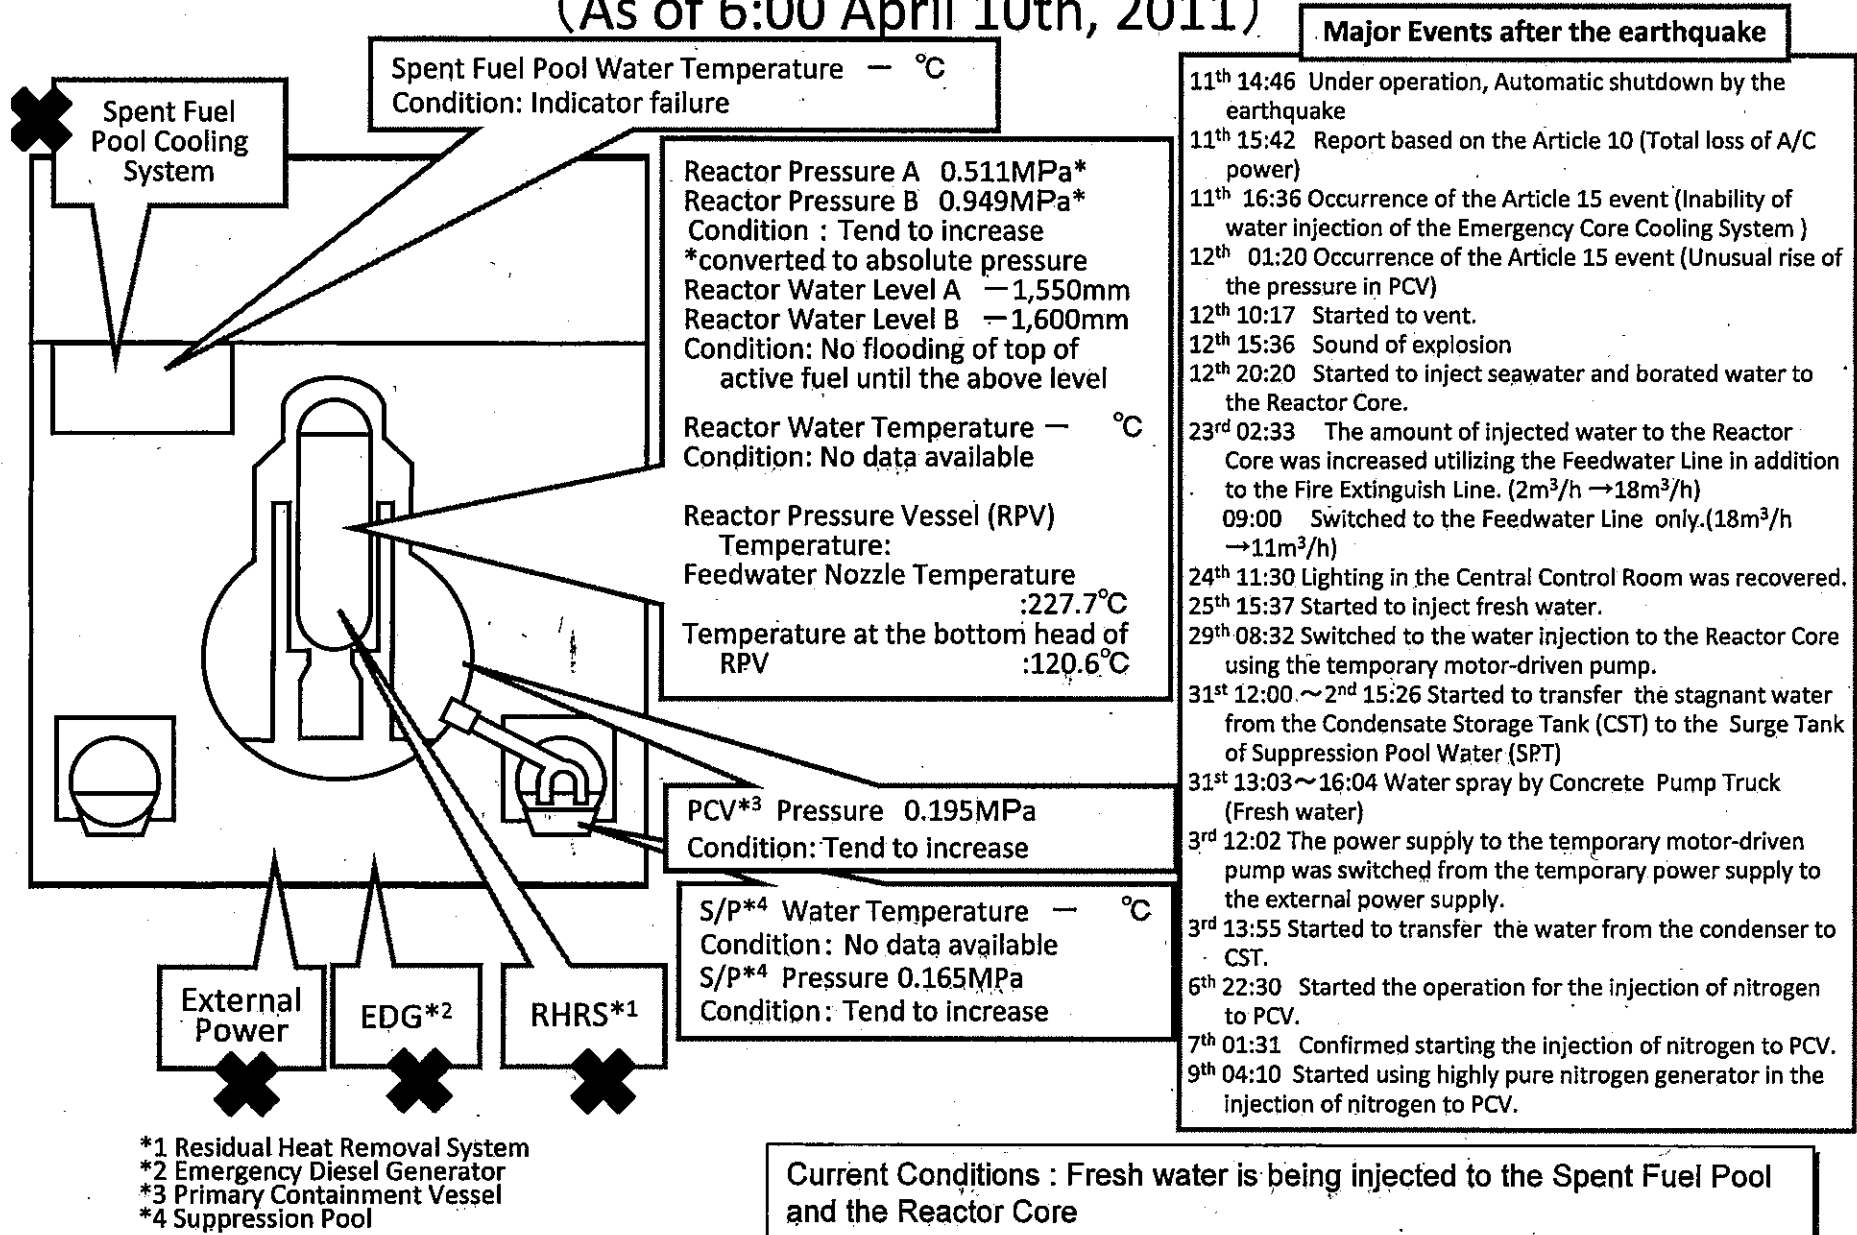 (As of 6:00 April 10th, 2011)
Spent Fuel
Pool Cooling
System
Spent Fuel Pool Water Temperature － ℃
Condition: Indicator failure
Reactor Pressure A 0.511MPa*
Reactor Pressure B 0.949MPa*
Condition : Tend to increase
*converted to absolute pressure
Reactor Water Level A －1,550mm
Reactor Water Level B －1,600mm
Condition: No flooding of top of
active fuel until the above level
Reactor Water Temperature － ℃
Condition: No data available
Reactor Pressure Vessel (RPV)
Temperature:
Feedwater Nozzle Temperature
:227.7℃
Temperature at the bottom head of
RPV :120.6℃
PCV*3 Pressure 0.195MPa
Condition: Tend to increase
S/P*4 Water Temperature － ℃
Condition: No data available
S/P*4 Pressure 0.165MPa
Condition: Tend to increase
External
Power
EDG*2
RHRS*1
*1 Residual Heat Removal System
*2 Emergency Diesel Generator
*3 Primary Containment Vessel
*4 Suppression Pool
Major Events after the earthquake
11th 14:46 Under operation, Automatic shutdown by the
earthquake
11th 15:42 Report based on the Article 10 (Total loss of A/C
power)
11th 16:36 Occurrence of the Article 15 event (Inability of
water injection of the Emergency Core Cooling System )
12th 01:20 Occurrence of the Article 15 event (Unusual rise of
the pressure in PCV)
12th 10:17 Started to vent.
12th 15:36 Sound of explosion
12th 20:20 Started to inject seawater and borated water to
the Reactor Core.
23rd 02:33 The amount of injected water to the Reactor
Core was increased utilizing the Feedwater Line in addition
to the Fire Extinguish Line. (2m³/h →18m³/h)
09:00 Switched to the Feedwater Line only.(18m³/h
→11m³/h)
24th 11:30 Lighting in the Central Control Room was recovered.
25th 15:37 Started to inject fresh water.
29th 08:32 Switched to the water injection to the Reactor Core
using the temporary motor-driven pump.
31st 12:00 ～2nd 15:26 Started to transfer the stagnant water
from the Condensate Storage Tank (CST) to the Surge Tank
of Suppression Pool Water (SPT)
31st 13:03～16:04 Water spray by Concrete Pump Truck
(Fresh water)
3rd 12:02 The power supply to the temporary motor-driven
pump was switched from the temporary power supply to
the external power supply.
3rd 13:55 Started to transfer the water from the condenser to
CST.
6th 22:30 Started the operation for the injection of nitrogen
to PCV.
7th 01:31 Confirmed starting the injection of nitrogen to PCV.
9th 04:10 Started using highly pure nitrogen generator in the
injection of nitrogen to PCV.
Current Conditions : Fresh water is being injected to the Spent Fuel Pool
and the Reactor Core